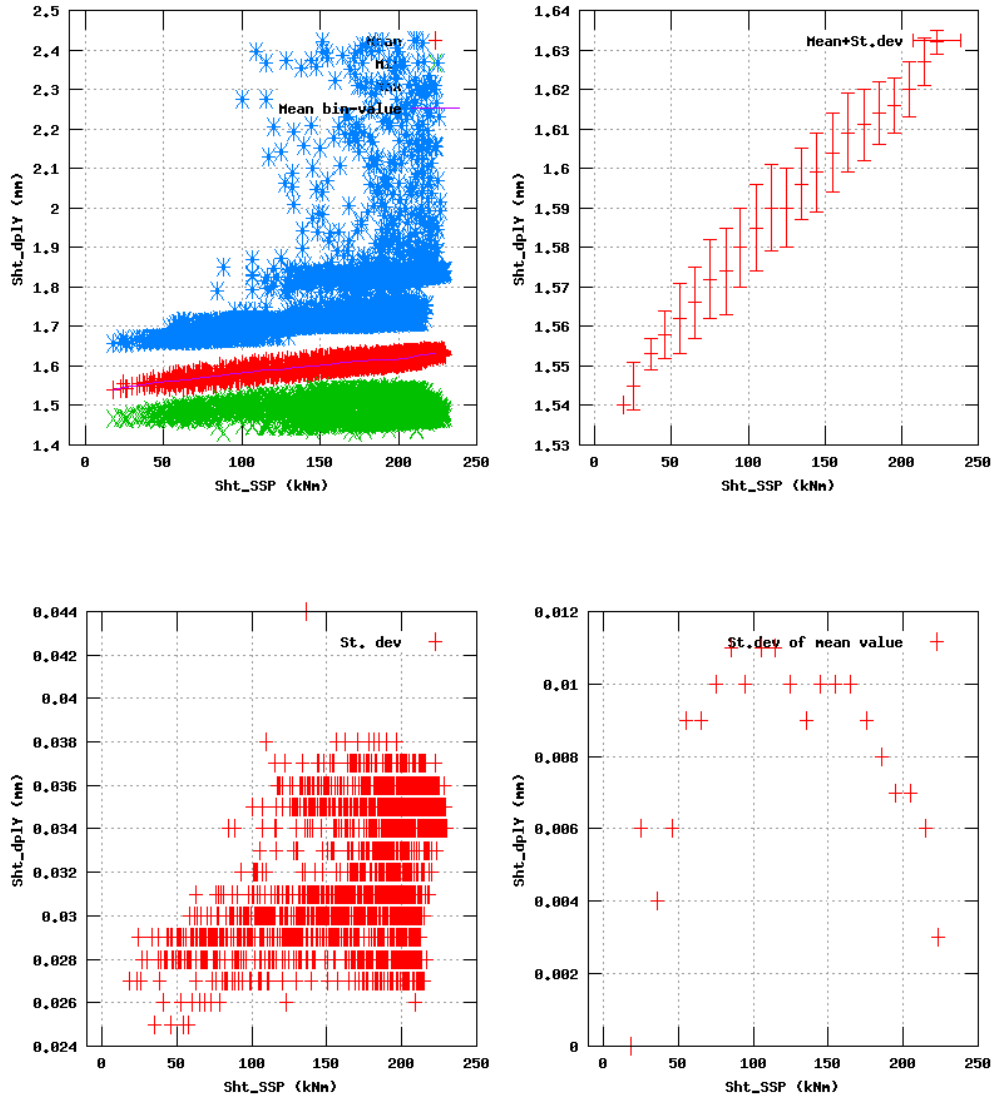 2.5
2.4
2.3
2.2
2.1
2
1.9
1.8
1.7
1.6
1.5
1.4
Sht_dplY (mm)
Mean
Mean bin-value
0 50 100 150 200 250
Sht_SSP (kNm)
1.64
1.63
1.62
1.61
1.6
1.59
1.58
1.57
1.56
1.55
1.54
1.53
Sht_dplY (mm)
Mean+St.dev
0 50 100 150 200 250
Sht_SSP (kNm)
0.044
0.042
0.04
0.038
0.036
0.034
0.032
0.03
0.028
0.026
0.024
Sht_dplY (mm)
St. dev
0 50 100 150 200 250
Sht_SSP (kNm)
0.012
0.01
0.008
0.006
0.004
0.002
0
Sht_dplY (mm)
St.dev of mean value
0 50 100 150 200 250
Sht_SSP (kNm)